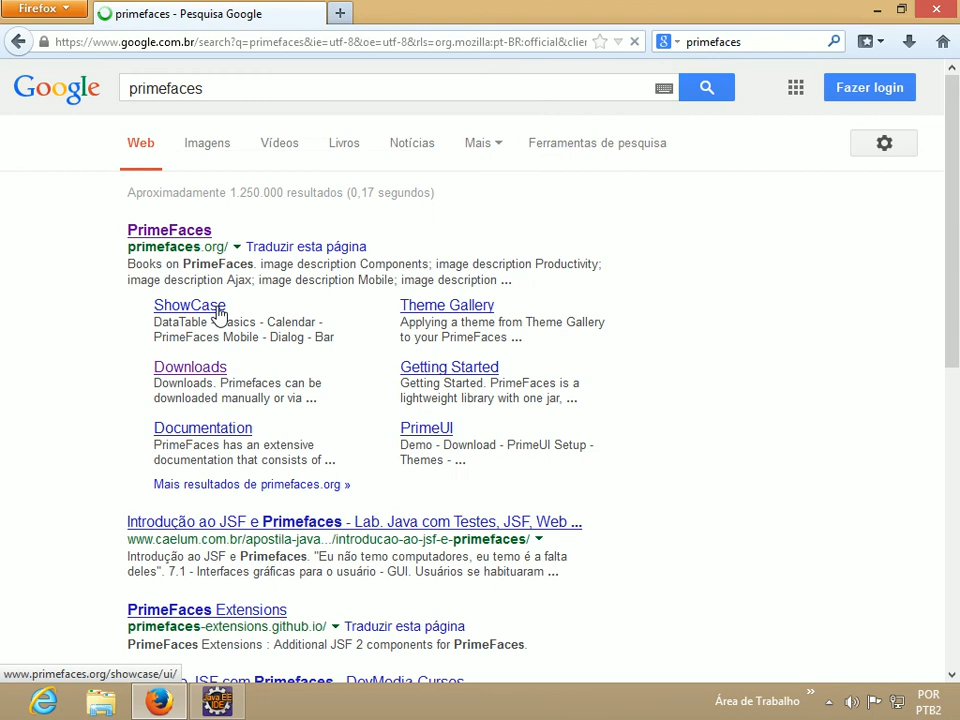 Firefox
primefaces - Pesquisa Google
https://www.google.com.br/search?q=primefaces&ie=utf-8&oe=utf-8&rls=org.mozilla:pt-BR:official&clien
primefaces
Google
primefaces
Fazer login
Web
Imagens
Vídeos
Livros
Notícias
Mais
Ferramentas de pesquisa
Aproximadamente 1.250.000 resultados (0,17 segundos)
PrimeFaces
primefaces.org/ Traduzir esta página
Books on PrimeFaces. image description Components; image description Productivity;
image description Ajax; image description Mobile; image description ...
ShowCase
DataTable - Basics - Calendar -
PrimeFaces Mobile - Dialog - Bar
Theme Gallery
Applying a theme from Theme Gallery
to your PrimeFaces ...
Downloads
Downloads. Primefaces can be
downloaded manually or via ...
Getting Started
Getting Started. PrimeFaces is a
lightweight library with one jar, ...
Documentation
PrimeFaces has an extensive
documentation that consists of ...
PrimeUI
Demo - Download - PrimeUI Setup -
Themes - ...
Mais resultados de primefaces.org »
Introdução ao JSF e Primefaces - Lab. Java com Testes, JSF, Web ...
www.caelum.com.br/apostila-java.../introducao-ao-jsf-e-primefaces/
Introdução ao JSF e Primefaces. "Eu não temo computadores, eu temo é a falta
deles". 7.1 - Interfaces gráficas para o usuário - GUI. Usuários se habituaram ...
PrimeFaces Extensions
primefaces-extensions.github.io/ Traduzir esta página
PrimeFaces Extensions : Additional JSF 2 components for PrimeFaces.
JSF com Primefaces - DevMedia Cursos
www.primefaces.org/showcase/ui/
Java EE
IDE
Área de Trabalho
POR
PTB2